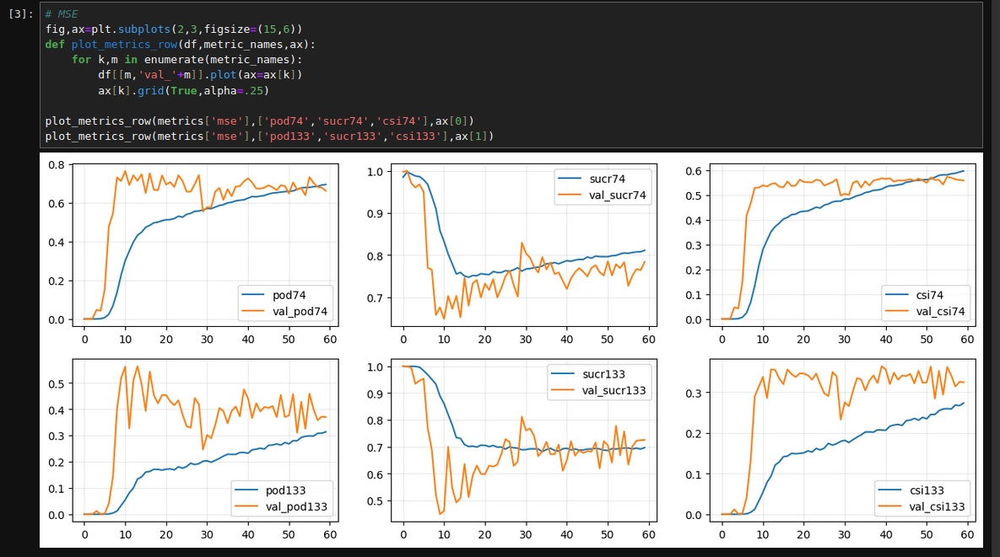 [3]: # MSE
fig,ax=plt.subplots(2,3,figsize=(15,6))
def plot_metrics_row(df,metric_names,ax):
    for k,m in enumerate(metric_names):
        df[[m,'val_'+m]].plot(ax=ax[k])
        ax[k].grid(True,alpha=.25)
plot_metrics_row(metrics['mse'],['pod74','sucr74','csi74'],ax[0])
plot_metrics_row(metrics['mse'],['pod133','sucr133','csi133'],ax[1])
0.8
0.6
0.4
0.2
0.0
pod74
val_pod74
0 10 20 30 40 50 60
1.0
0.9
0.8
0.7
sucr74
val_sucr74
0 10 20 30 40 50 60
0.6
0.5
0.4
0.3
0.2
0.1
0.0
csi74
val_csi74
0 10 20 30 40 50 60
0.5
0.4
0.3
0.2
0.1
0.0
pod133
val_pod133
0 10 20 30 40 50 60
1.0
0.9
0.8
0.7
0.6
0.5
sucr133
val_sucr133
0 10 20 30 40 50 60
0.3
0.2
0.1
0.0
csi133
val_csi133
0 10 20 30 40 50 60